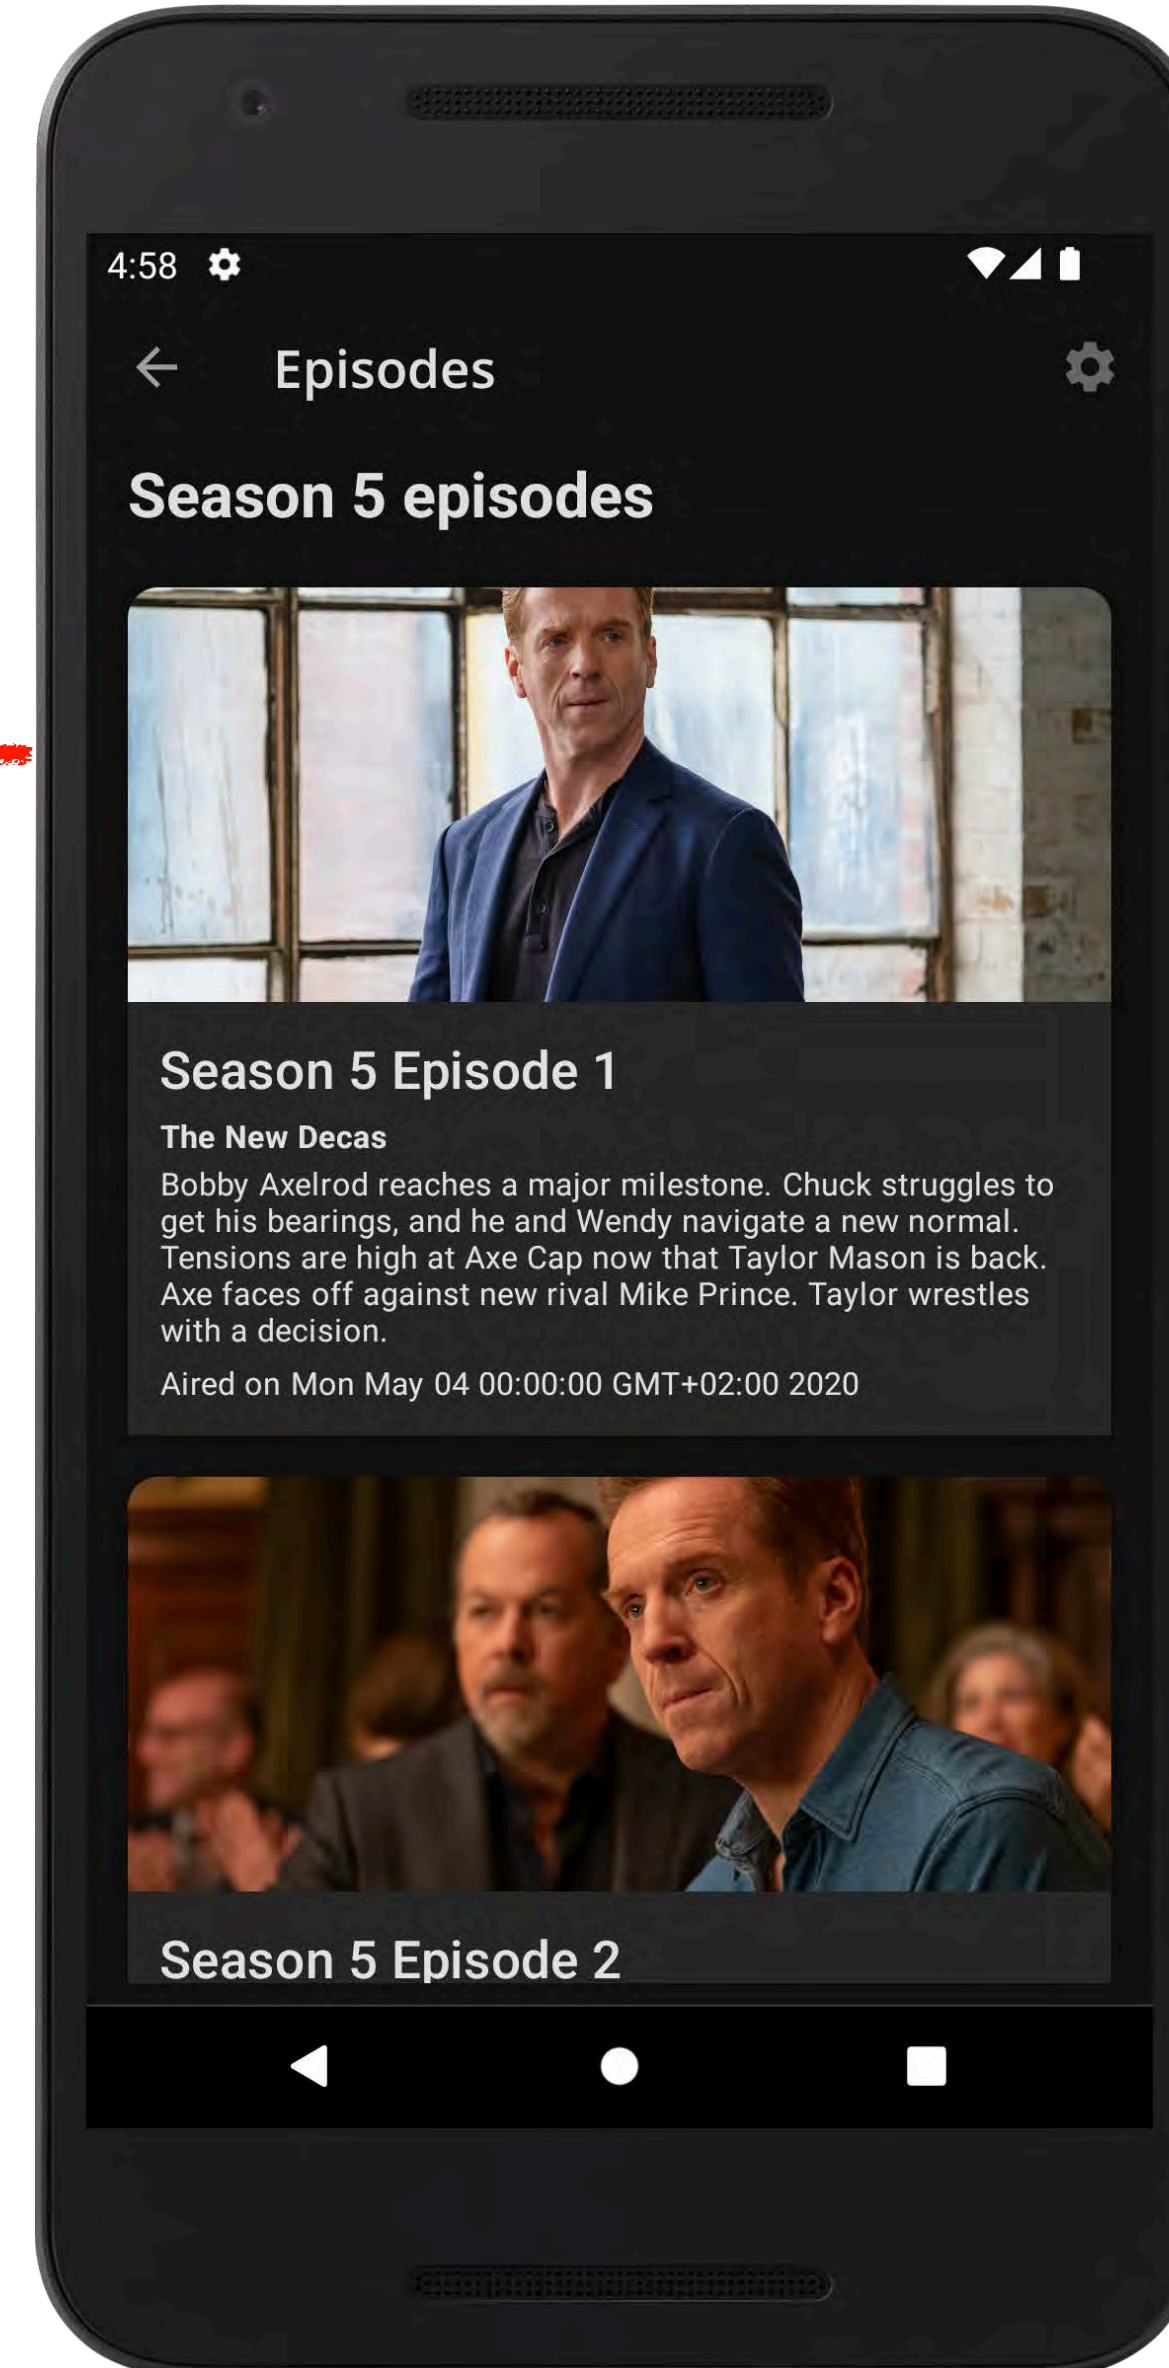 4:58
Episodes
Season 5 episodes
Season 5 Episode 1
The New Decas
Bobby Axelrod reaches a major milestone. Chuck struggles to
get his bearings, and he and Wendy navigate a new normal.
Tensions are high at Axe Cap now that Taylor Mason is back.
Axe faces off against new rival Mike Prince. Taylor wrestles
with a decision.
Aired on Mon May 04 00:00:00 GMT+02:00 2020
Season 5 Episode 2